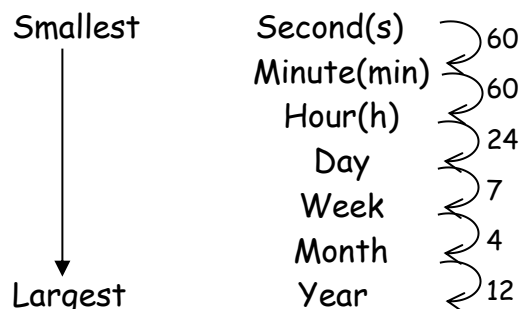 Smallest Second(s) 60
Minute(min) 60
Hour(h) 24
Day 7
Week 4
Month 12
Largest Year